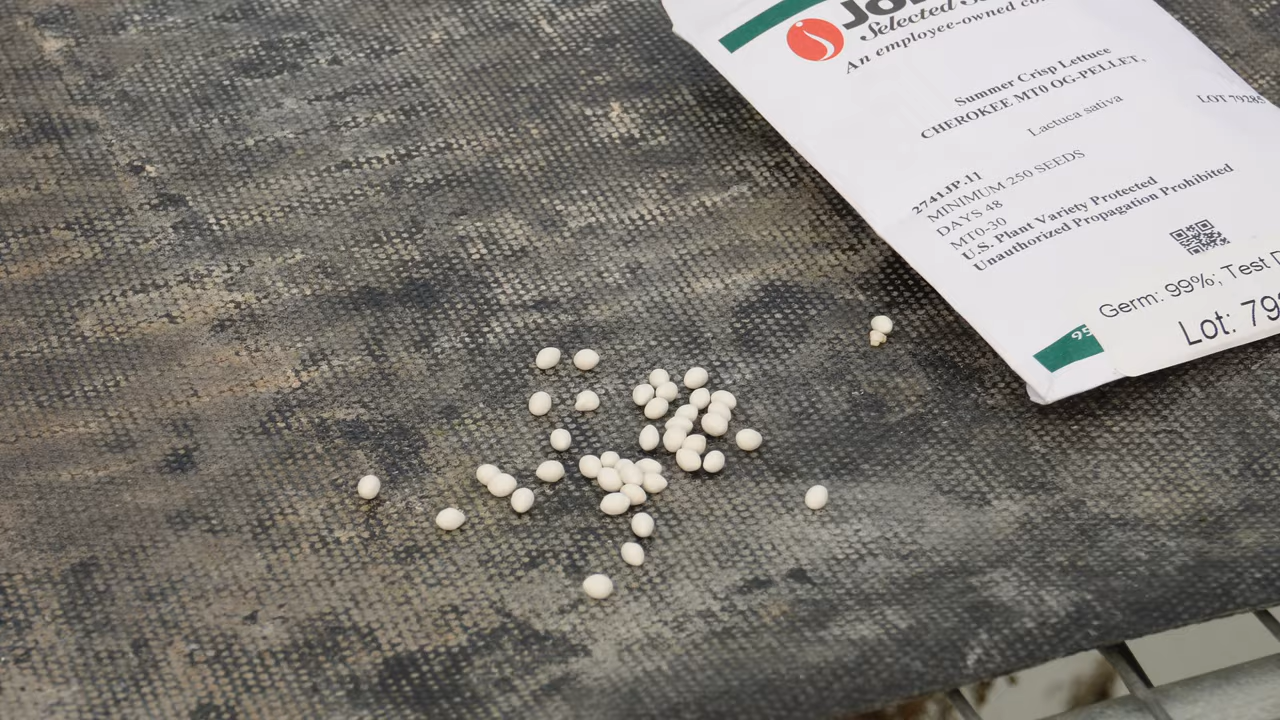 Selected
An employee-owned
Summer Crisp Lettuce
CHEROKEE MT0 OG-PELLET,
Lactuca sativa
LOT 79285
2741JP.11
MINIMUM 250 SEEDS
DAYS 48
MT0-30
U.S. Plant Variety Protected
Unauthorized Propagation Prohibited
Germ: 99%; Test
Lot:
95